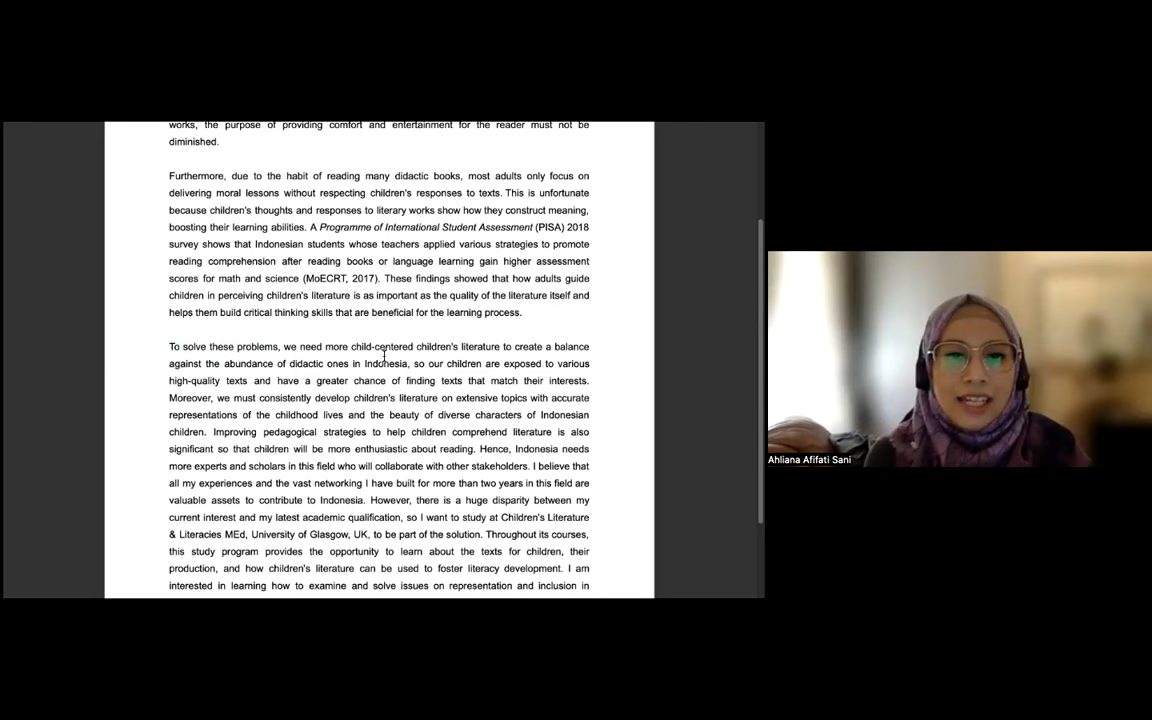 works, the purpose of providing comfort and entertainment for the reader must not be
diminished.
Furthermore, due to the habit of reading many didactic books, most adults only focus on
delivering moral lessons without respecting children's responses to texts. This is unfortunate
because children's thoughts and responses to literary works show how they construct meaning,
boosting their learning abilities. A Programme of International Student Assessment (PISA) 2018
survey shows that Indonesian students whose teachers applied various strategies to promote
reading comprehension after reading books or language learning gain higher assessment
scores for math and science (MoECRT, 2017). These findings showed that how adults guide
children in perceiving children's literature is as important as the quality of the literature itself and
helps them build critical thinking skills that are beneficial for the learning process.
To solve these problems, we need more child-centered children's literature to create a balance
against the abundance of didactic ones in Indonesia, so our children are exposed to various
high-quality texts and have a greater chance of finding texts that match their interests.
Moreover, we must consistently develop children's literature on extensive topics with accurate
representations of the childhood lives and the beauty of diverse characters of Indonesian
children. Improving pedagogical strategies to help children comprehend literature is also
significant so that children will be more enthusiastic about reading. Hence, Indonesia needs
more experts and scholars in this field who will collaborate with other stakeholders. I believe that
all my experiences and the vast networking I have built for more than two years in this field are
valuable assets to contribute to Indonesia. However, there is a huge disparity between my
current interest and my latest academic qualification, so I want to study at Children's Literature
& Literacies MEd, University of Glasgow, UK, to be part of the solution. Throughout its courses,
this study program provides the opportunity to learn about the texts for children, their
production, and how children's literature can be used to foster literacy development. I am
interested in learning how to examine and solve issues on representation and inclusion in
Ahliana Afifati Sani